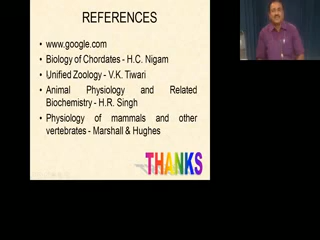 REFERENCES
• www.google.com
• Biology of Chordates - H.C. Nigam
• Unified Zoology - V.K. Tiwari
• Animal Physiology and Related
Biochemistry - H.R. Singh
• Physiology of mammals and other
vertebrates - Marshall & Hughes
THANKS